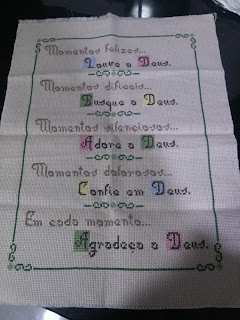 Momentos felizes...
Louve a Deus.
Momentos difíceis...
Busque a Deus.
Momentos silenciosos...
Adore a Deus.
Momentos dolorosos...
Confie em Deus.
Em cada momento...
Agradeça a Deus.